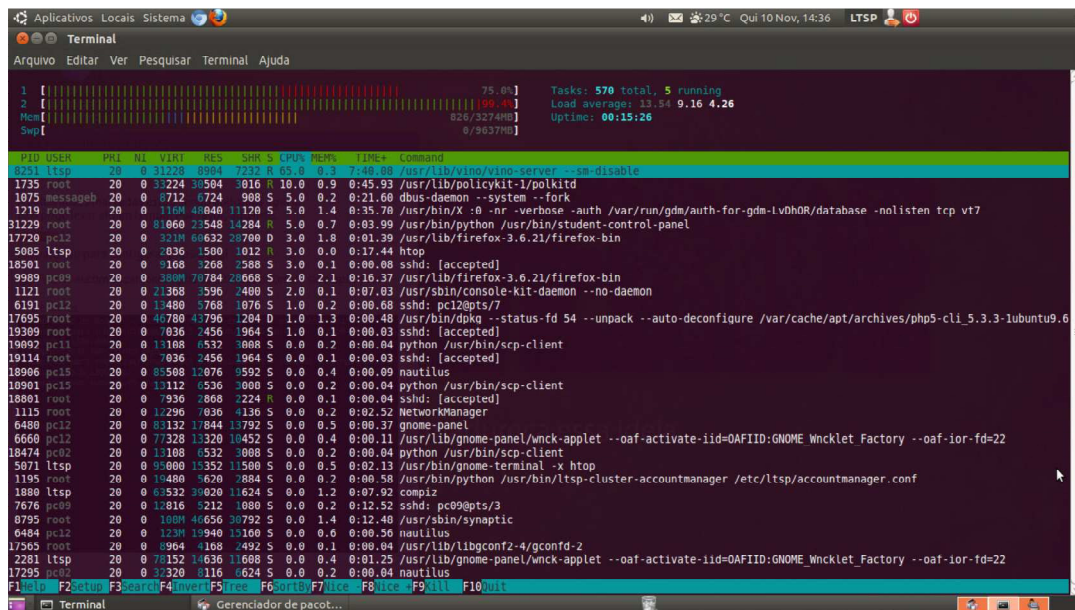 Aplicativos Locais Sistema 29°C Qui 10 Nov, 14:36 LTSP
Terminal
Arquivo Editar Ver Pesquisar Terminal Ajuda
1 [ 75.0%] Tasks: 570 total, 5 running
2 [ 99.4%] Load average: 13.54 9.16 4.26
Mem[ 826/3274MB] Uptime: 00:15:26
Swp[ 0/9637MB]
PID USER PRI NI VIRT RES SHR S CPU% MEM% TIME+ Command
8251 ltsp 20 0 31228 8904 7232 R 65.0 0.3 7:40.08 /usr/lib/vino/vino-server --sm-disable
1735 root 20 0 33224 30504 3016 R 10.0 0.9 0:45.93 /usr/lib/policykit-1/polkitd
1075 messageb 20 0 8712 6724 908 S 5.0 0.2 0:21.60 dbus-daemon --system --fork
1219 root 20 0 116M 48040 11120 S 5.0 1.4 0:35.70 /usr/bin/X :0 -nr -verbose -auth /var/run/gdm/auth-for-gdm-LvDhOR/database -nolisten tcp vt7
31229 root 20 0 81060 23548 14284 R 5.0 0.7 0:03.99 /usr/bin/python /usr/bin/student-control-panel
17720 pc12 20 0 321M 60632 28700 D 3.0 1.8 0:01.39 /usr/lib/firefox-3.6.21/firefox-bin
5085 ltsp 20 0 2836 1580 1012 R 3.0 0.0 0:17.44 htop
18501 root 20 0 9168 3268 2588 S 3.0 0.1 0:00.08 sshd: [accepted]
9989 pc09 20 0 380M 70784 28668 S 2.0 2.1 0:16.37 /usr/lib/firefox-3.6.21/firefox-bin
1121 root 20 0 21368 3596 2400 S 2.0 0.1 0:07.03 /usr/sbin/console-kit-daemon --no-daemon
6191 pc12 20 0 13480 5768 1076 S 1.0 0.2 0:00.68 sshd: pc12@pts/7
17695 root 20 0 46780 43796 1204 D 1.0 1.3 0:00.48 /usr/bin/dpkg --status-fd 54 --unpack --auto-deconfigure /var/cache/apt/archives/php5-cli_5.3.3-1ubuntu9.6
19309 root 20 0 7036 2456 1964 S 1.0 0.1 0:00.03 sshd: [accepted]
19092 pc11 20 0 13108 6532 3008 S 0.0 0.2 0:00.04 python /usr/bin/scp-client
19114 root 20 0 7036 2456 1964 S 0.0 0.1 0:00.03 sshd: [accepted]
18906 pc15 20 0 85508 12076 9592 S 0.0 0.4 0:00.09 nautilus
18901 pc15 20 0 13112 6536 3008 S 0.0 0.2 0:00.04 python /usr/bin/scp-client
18801 root 20 0 7936 2868 2224 R 0.0 0.1 0:00.04 sshd: [accepted]
1115 root 20 0 12296 7036 4136 S 0.0 0.2 0:02.52 NetworkManager
6480 pc12 20 0 83132 17844 13792 S 0.0 0.5 0:00.37 gnome-panel
6660 pc12 20 0 77328 13320 10452 S 0.0 0.4 0:00.11 /usr/lib/gnome-panel/wnck-applet --oaf-activate-iid=OAFIID:GNOME_Wncklet_Factory --oaf-ior-fd=22
18474 pc02 20 0 13108 6532 3008 S 0.0 0.2 0:00.04 python /usr/bin/scp-client
5071 ltsp 20 0 95000 15352 11500 S 0.0 0.5 0:02.13 /usr/bin/gnome-terminal -x htop
1195 root 20 0 19480 5620 2884 S 0.0 0.2 0:00.58 /usr/bin/python /usr/bin/ltsp-cluster-accountmanager /etc/ltsp/accountmanager.conf
1880 ltsp 20 0 63532 39020 11624 S 0.0 1.2 0:07.92 compiz
7676 pc09 20 0 12816 5212 1080 S 0.0 0.2 0:12.52 sshd: pc09@pts/3
8795 root 20 0 108M 46656 30792 S 0.0 1.4 0:12.40 /usr/sbin/synaptic
6484 pc12 20 0 123M 19940 15160 S 0.0 0.6 0:00.56 nautilus
17565 root 20 0 8964 4168 2492 S 0.0 0.1 0:00.04 /usr/lib/libgconf2-4/gconfd-2
2281 ltsp 20 0 78152 14636 11608 S 0.0 0.4 0:01.25 /usr/lib/gnome-panel/wnck-applet --oaf-activate-iid=OAFIID:GNOME_Wncklet_Factory --oaf-ior-fd=22
17295 pc02 20 0 32320 8116 6624 S 0.0 0.2 0:00.04 nautilus
F1Help F2Setup F3SearchF4InvertF5Tree F6SortByF7Nice -F8Nice +F9Kill F10Quit
Terminal Gerenciador de pacot...